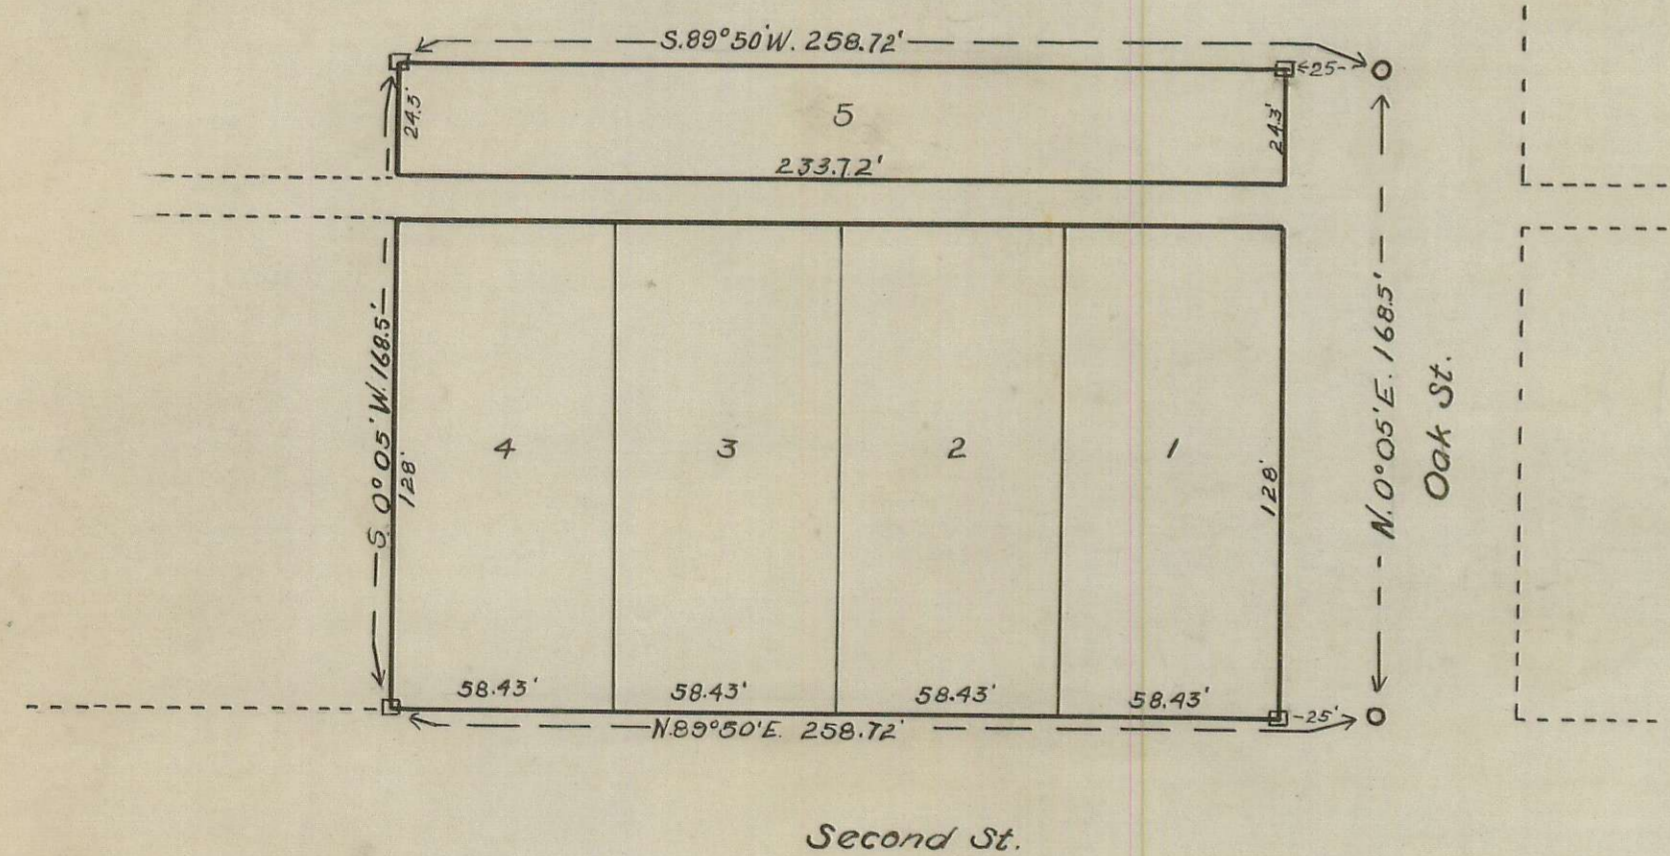 S.89°50'W. 258.72'
25
24.5'
5
24.3'
233.72'
S. 0°05'W. 168.5'
128'
4
3
2
1
128'
N. 0°05'E. 168.5'
Oak St.
58.43'
58.43'
58.43'
58.43'
25'
N.89°50'E. 258.72'
Second St.